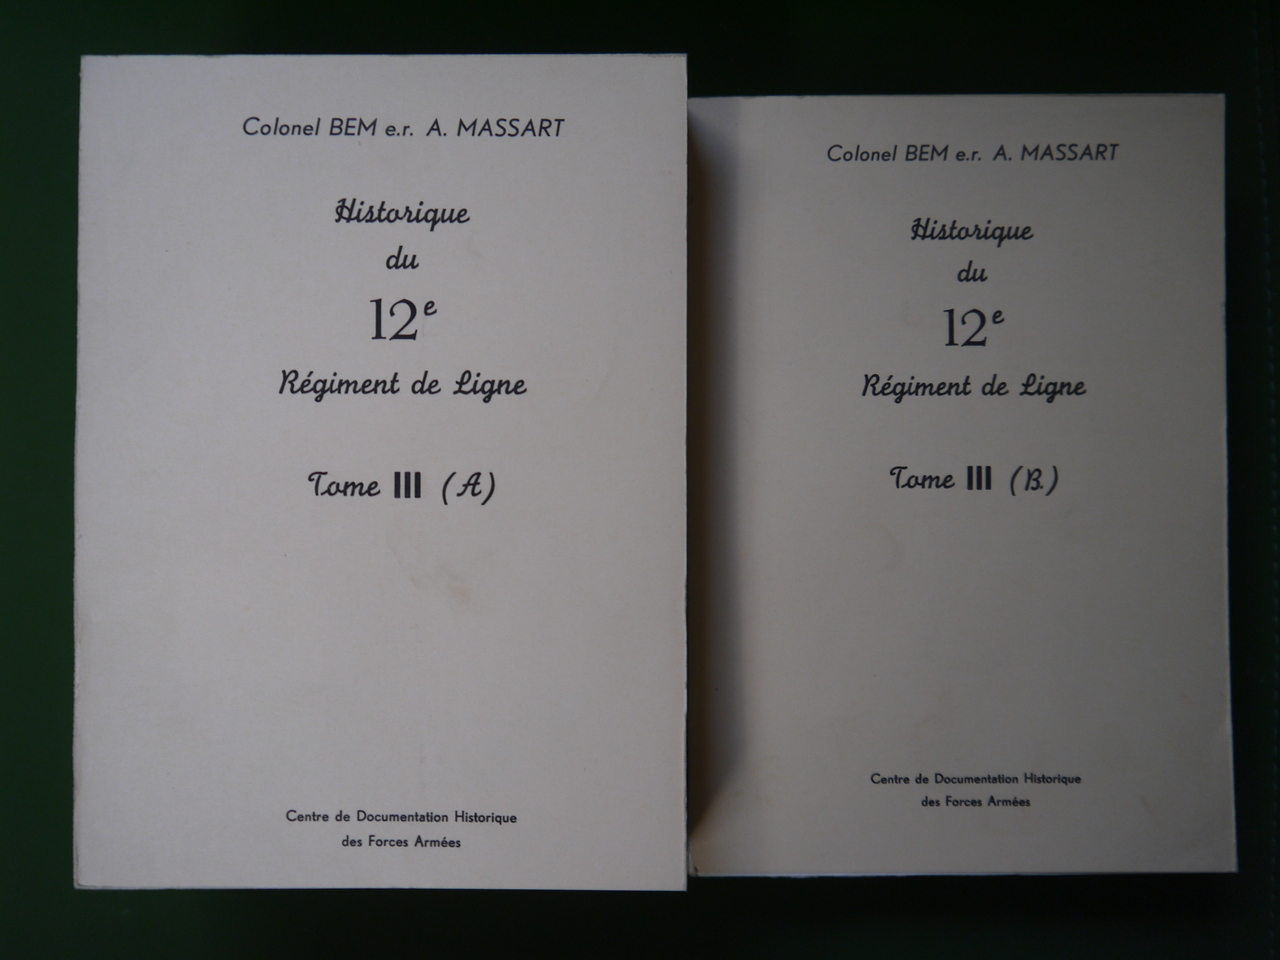 Colonel BEM e.r. A. MASSART
Historique
du
12e
Régiment de Ligne
Tome III (A)
Centre de Documentation Historique
des Forces Armées
Colonel BEM e.r. A. MASSART
Historique
du
12e
Régiment de Ligne
Tome III (B.)
Centre de Documentation Historique
des Forces Armées